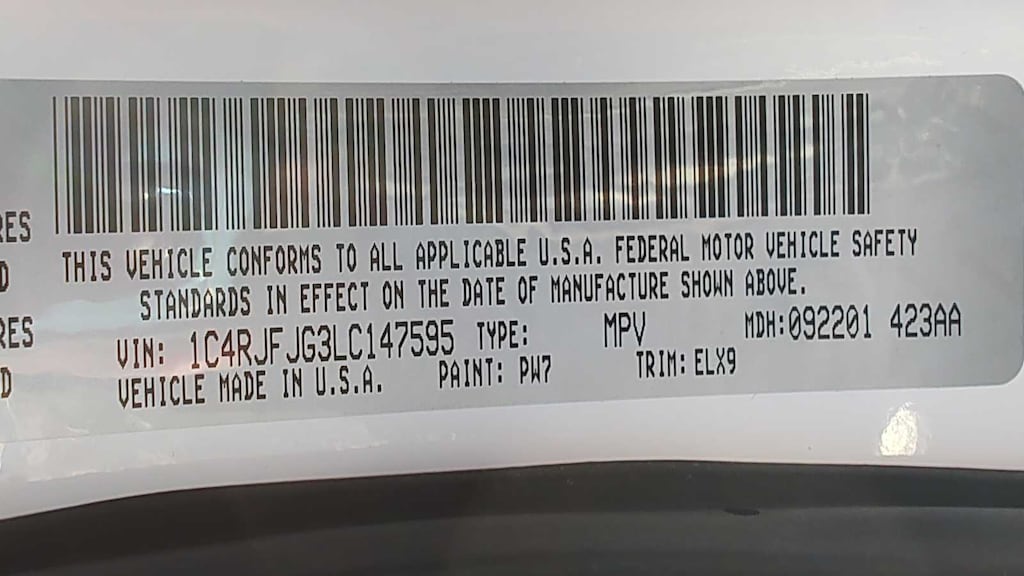 RES
D
RES
D
THIS VEHICLE CONFORMS TO ALL APPLICABLE U.S.A. FEDERAL MOTOR VEHICLE SAFETY
STANDARDS IN EFFECT ON THE DATE OF MANUFACTURE SHOWN ABOVE.
VIN: 1C4RJFJG3LC147595 TYPE: MPV MDH:092201 423AA
VEHICLE MADE IN U.S.A. PAINT: PW7 TRIM: ELX9